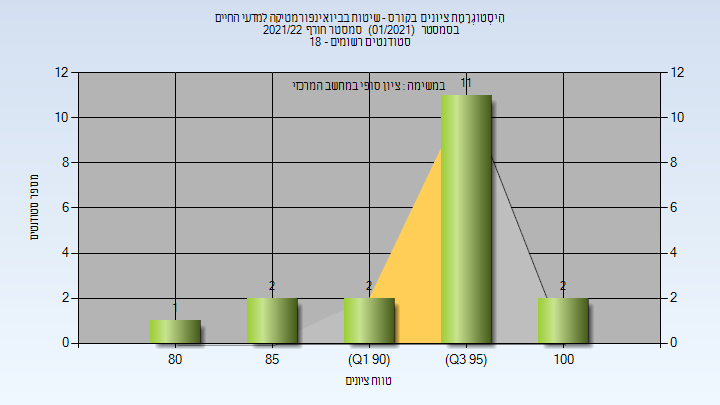 הִיסְטוֹגְרָמַת ציונים בקורס - שיטות בביואינפורמטיקה למדעי החיים
בסמסטר (01/2021) סמסטר חורף 2021/22
סטודנטים רשומים - 18
במשימה : ציון סופי במחשב המרכזי
מספר סטודנטים
12 12
10 10
8 8
6 6
4 4
2 2
0 0
1 2 2 11 2
80 85 (Q1 90) (Q3 95) 100
טווח ציונים